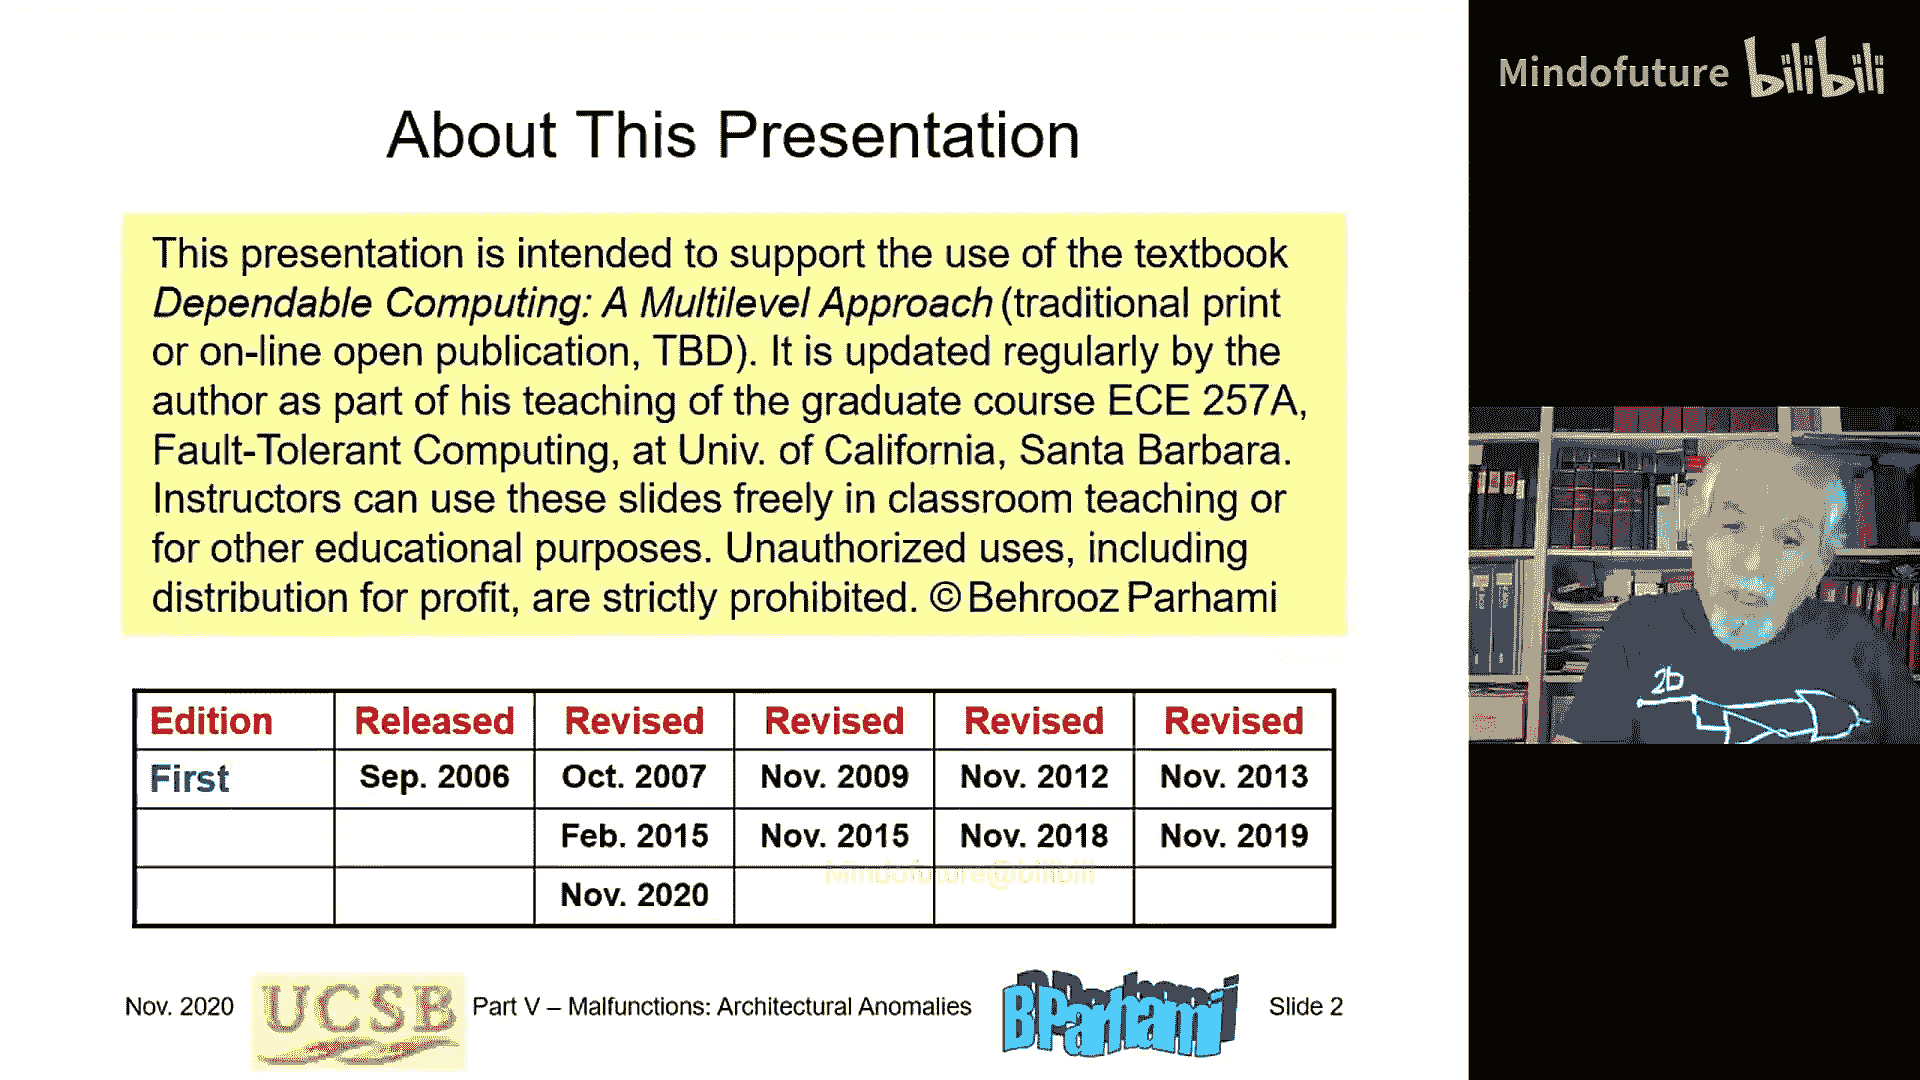 Mindofuture bilibili
About This Presentation
This presentation is intended to support the use of the textbook
Dependable Computing: A Multilevel Approach (traditional print
or on-line open publication, TBD). It is updated regularly by the
author as part of his teaching of the graduate course ECE 257A,
Fault-Tolerant Computing, at Univ. of California, Santa Barbara.
Instructors can use these slides freely in classroom teaching or
for other educational purposes. Unauthorized uses, including
distribution for profit, are strictly prohibited. © Behrooz Parhami
Edition Released Revised Revised Revised Revised
First Sep. 2006 Oct. 2007 Nov. 2009 Nov. 2012 Nov. 2013
Feb. 2015 Nov. 2015 Nov. 2018 Nov. 2019
Mindofuture@bilibili
Nov. 2020
Nov. 2020 UCSB Part V – Malfunctions: Architectural Anomalies B Parhami Slide 2
2b